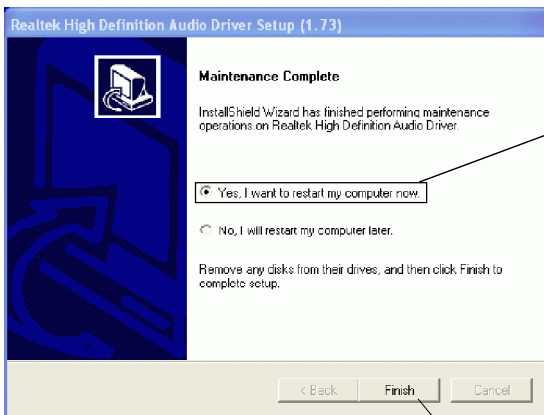 Realtek High Definition Audio Driver Setup (1.73)
Maintenance Complete
InstallShield Wizard has finished performing maintenance
operations on Realtek High Definition Audio Driver.
Yes, I want to restart my computer now.
No, I will restart my computer later.
Remove any disks from their drives, and then click Finish to
complete setup.
< Back
Finish
Cancel